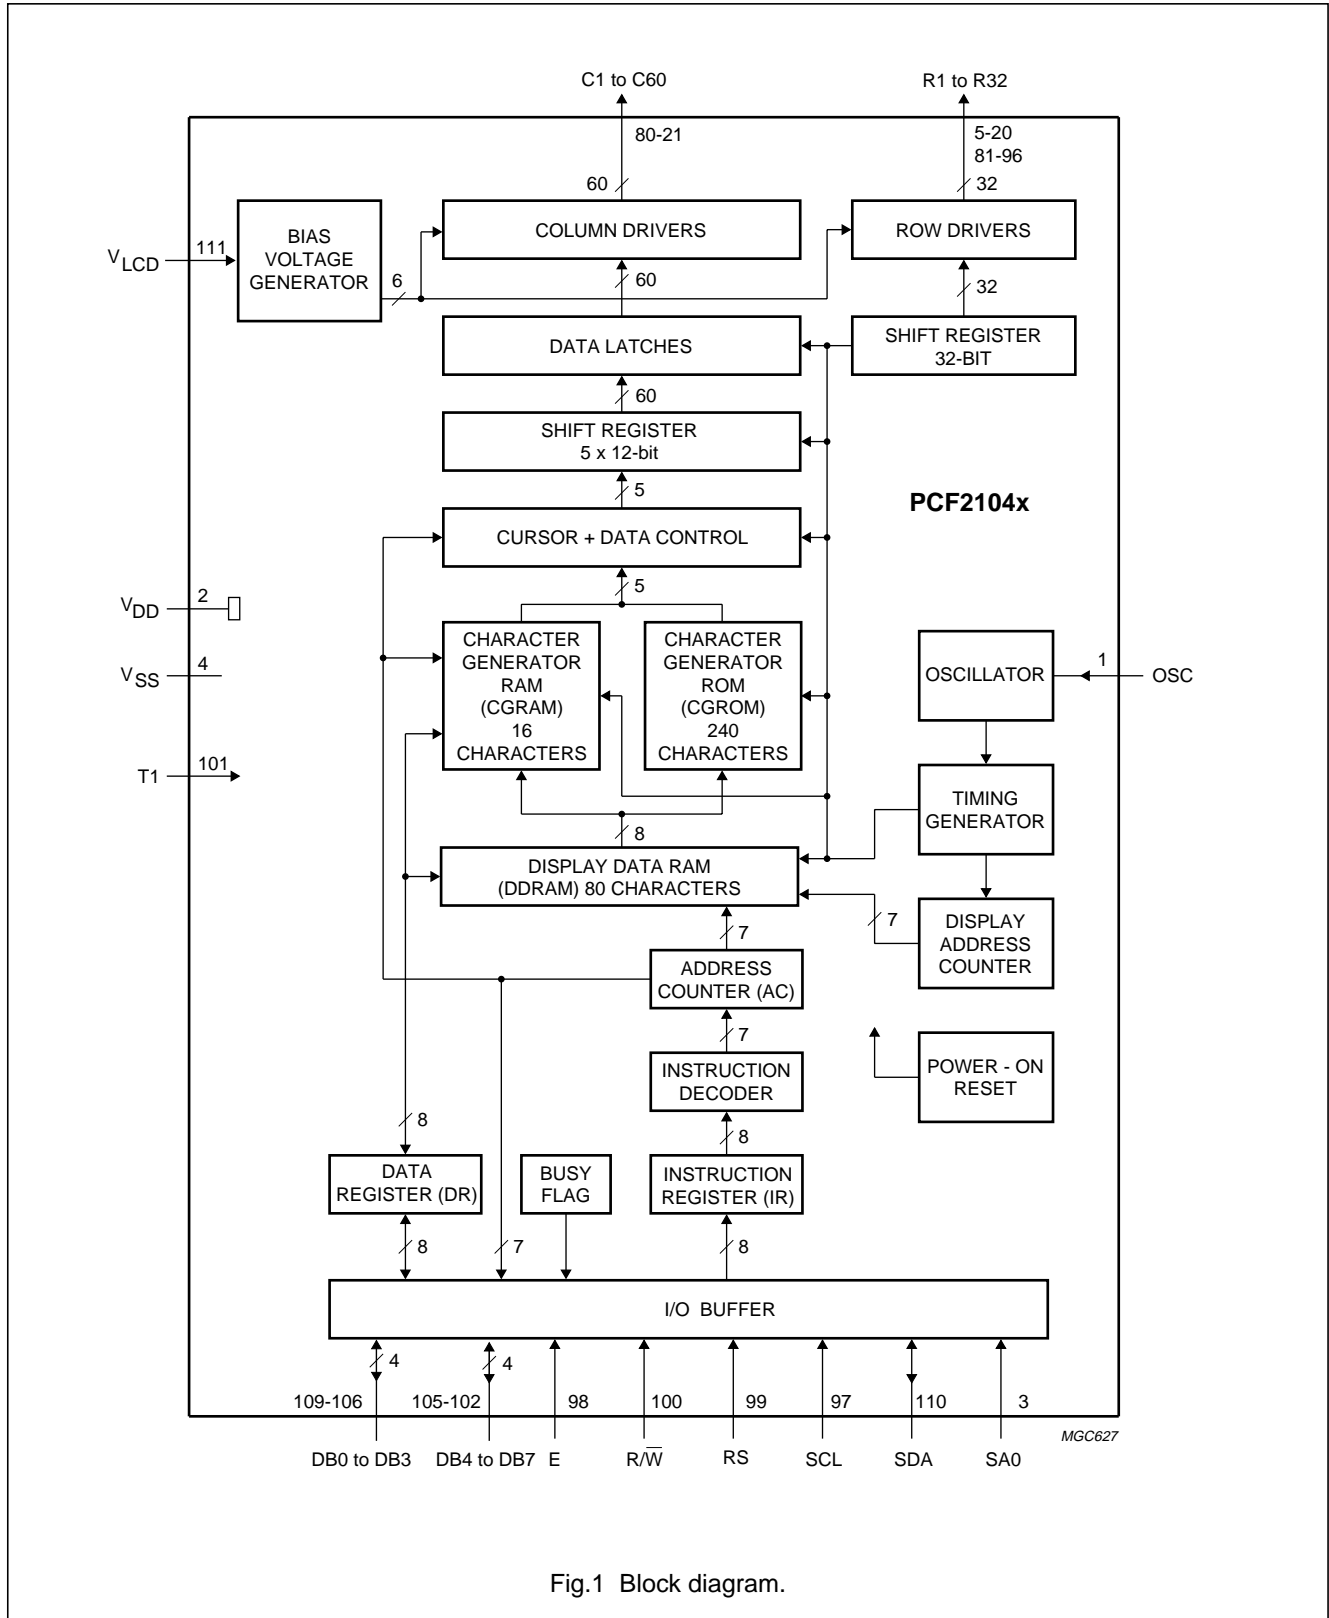 C1 to C60
R1 to R32
80-21
5-20
81-96
60
32
BIAS
VOLTAGE
GENERATOR
COLUMN DRIVERS
ROW DRIVERS
VLCD
111
6
60
32
DATA LATCHES
SHIFT REGISTER
32-BIT
60
SHIFT REGISTER
5 x 12-bit
5
PCF2104x
CURSOR + DATA CONTROL
5
VDD
2
CHARACTER
GENERATOR
RAM
(CGRAM)
16
CHARACTERS
CHARACTER
GENERATOR
ROM
(CGROM)
240
CHARACTERS
VSS
4
OSCILLATOR
1
OSC
T1
101
TIMING
GENERATOR
8
DISPLAY DATA RAM
(DDRAM) 80 CHARACTERS
7
7
DISPLAY
ADDRESS
COUNTER
ADDRESS
COUNTER (AC)
7
INSTRUCTION
DECODER
POWER - ON
RESET
8
8
DATA
REGISTER (DR)
BUSY
FLAG
INSTRUCTION
REGISTER (IR)
8
7
8
I/O BUFFER
4
4
109-106
105-102
98
100
99
97
110
3
MGC627
DB0 to DB3
DB4 to DB7
E
R/W̅
RS
SCL
SDA
SA0
Fig.1 Block diagram.